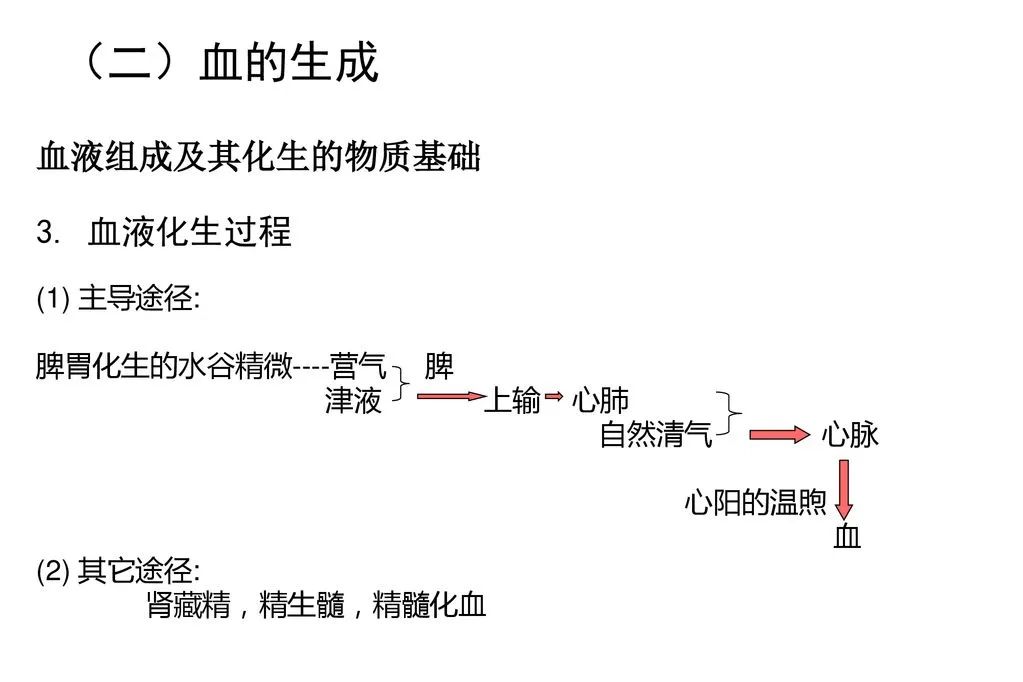 （二）血的生成
血液组成及其化生的物质基础
3. 血液化生过程
(1) 主导途径:
脾胃化生的水谷精微----营气 脾
津液 上输 心肺
自然清气 心脉
心阳的温煦
血
(2) 其它途径:
肾藏精，精生髓，精髓化血